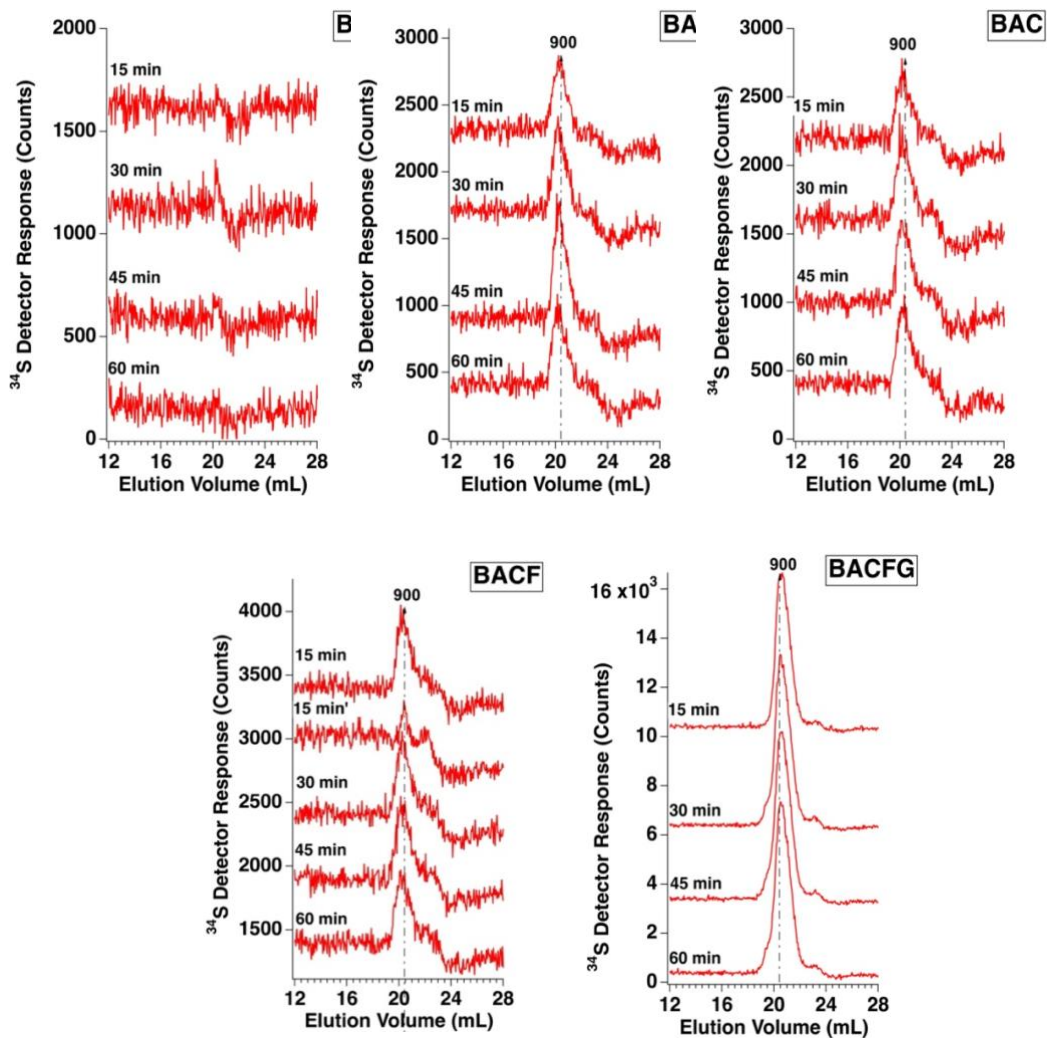 B
2000
1500
1000
500
0
15 min
30 min
45 min
60 min
12 16 20 24 28
Elution Volume (mL)
34S Detector Response (Counts)
BA
900
3000
2500
2000
1500
1000
500
0
15 min
30 min
45 min
60 min
12 16 20 24 28
Elution Volume (mL)
34S Detector Response (Counts)
BAC
900
3000
2500
2000
1500
1000
500
0
15 min
30 min
45 min
60 min
12 16 20 24 28
Elution Volume (mL)
34S Detector Response (Counts)
BACF
900
4000
3500
3000
2500
2000
1500
15 min
15 min'
30 min
45 min
60 min
12 16 20 24 28
Elution Volume (mL)
34S Detector Response (Counts)
BACFG
900
16 x10³
14
12
10
8
6
4
2
0
15 min
30 min
45 min
60 min
12 16 20 24 28
Elution Volume (mL)
34S Detector Response (Counts)